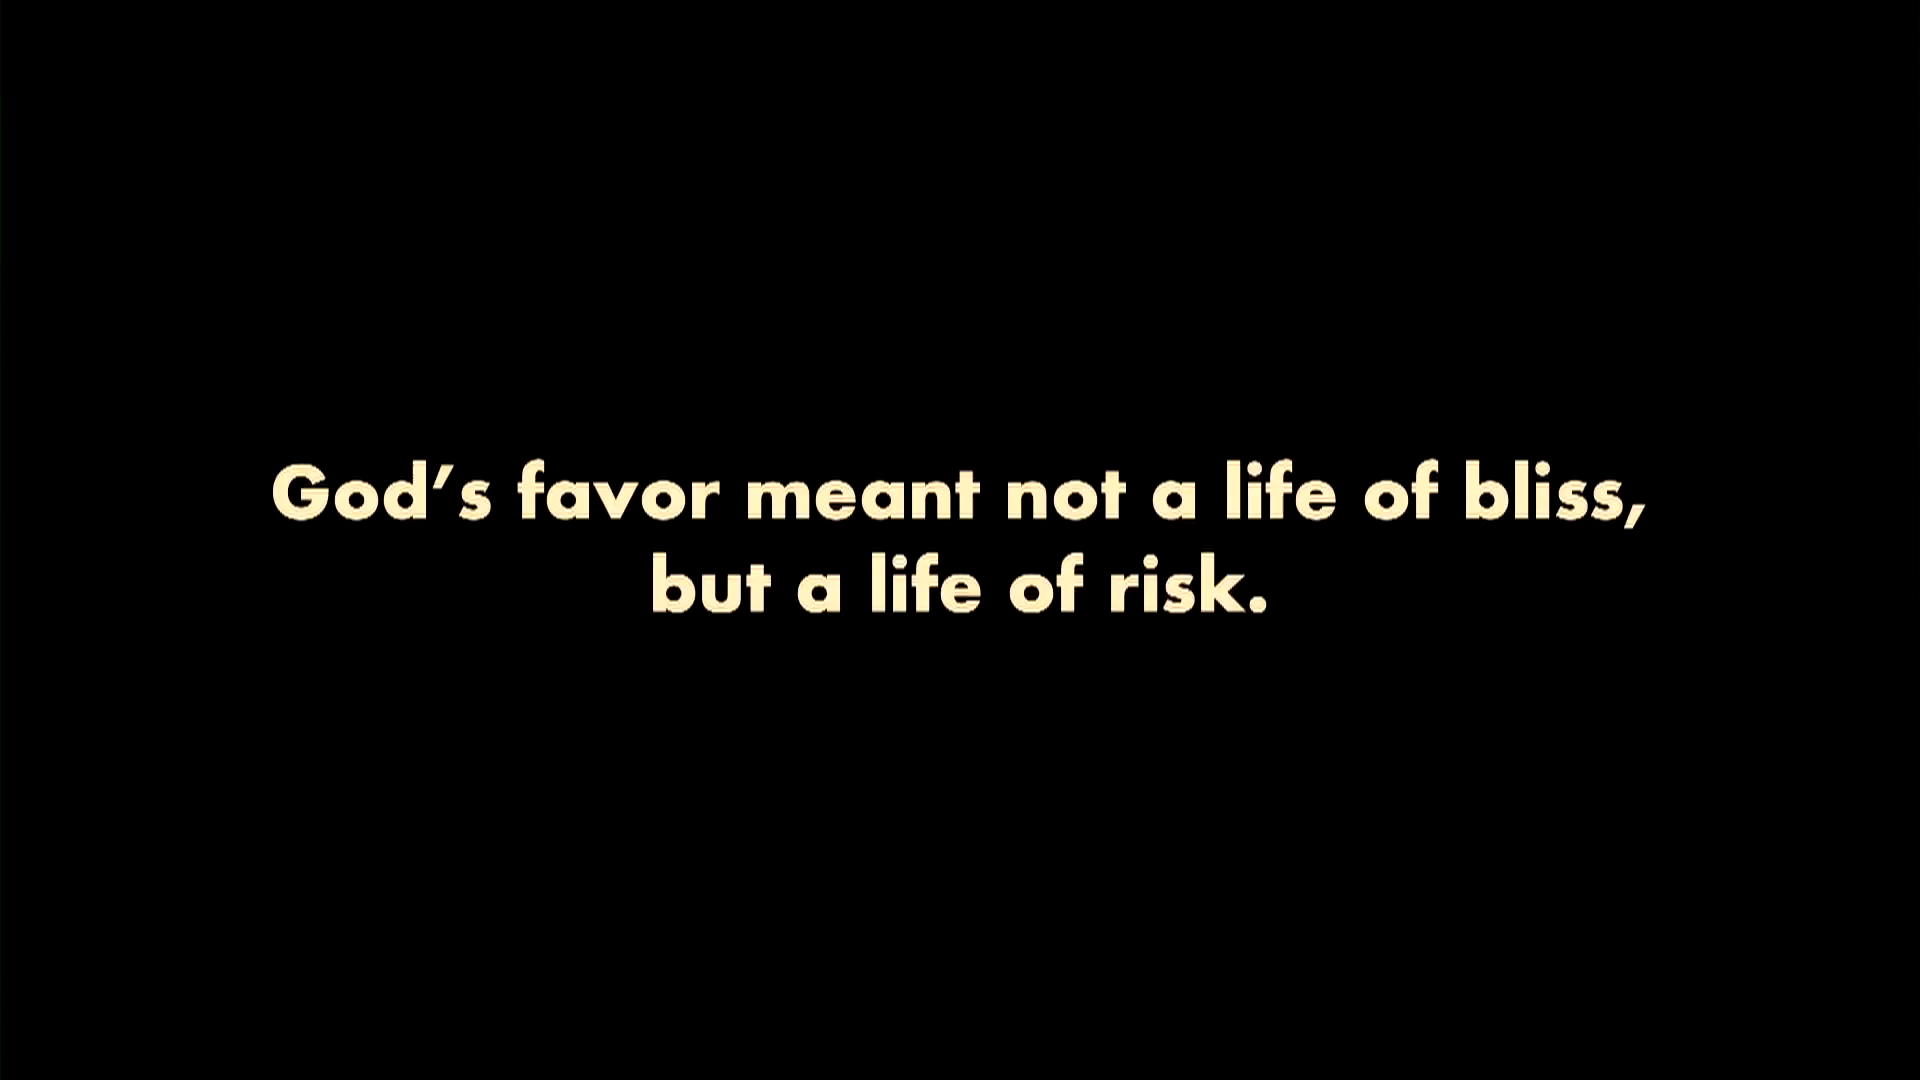 God’s favor meant not a life of bliss,
but a life of risk.